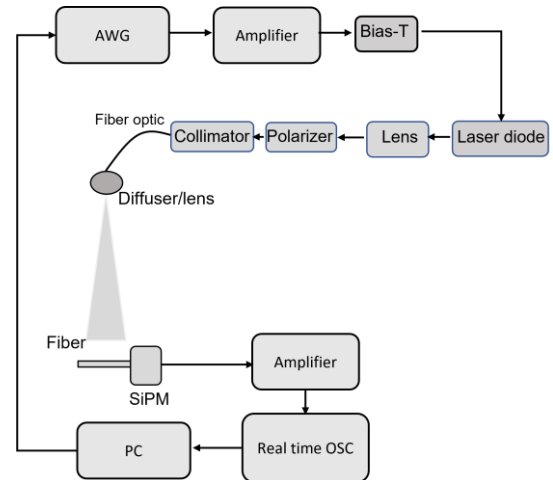 AWG
Amplifier
Bias-T
Fiber optic
Collimator
Polarizer
Lens
Laser diode
Diffuser/lens
Fiber
SiPM
Amplifier
PC
Real time OSC